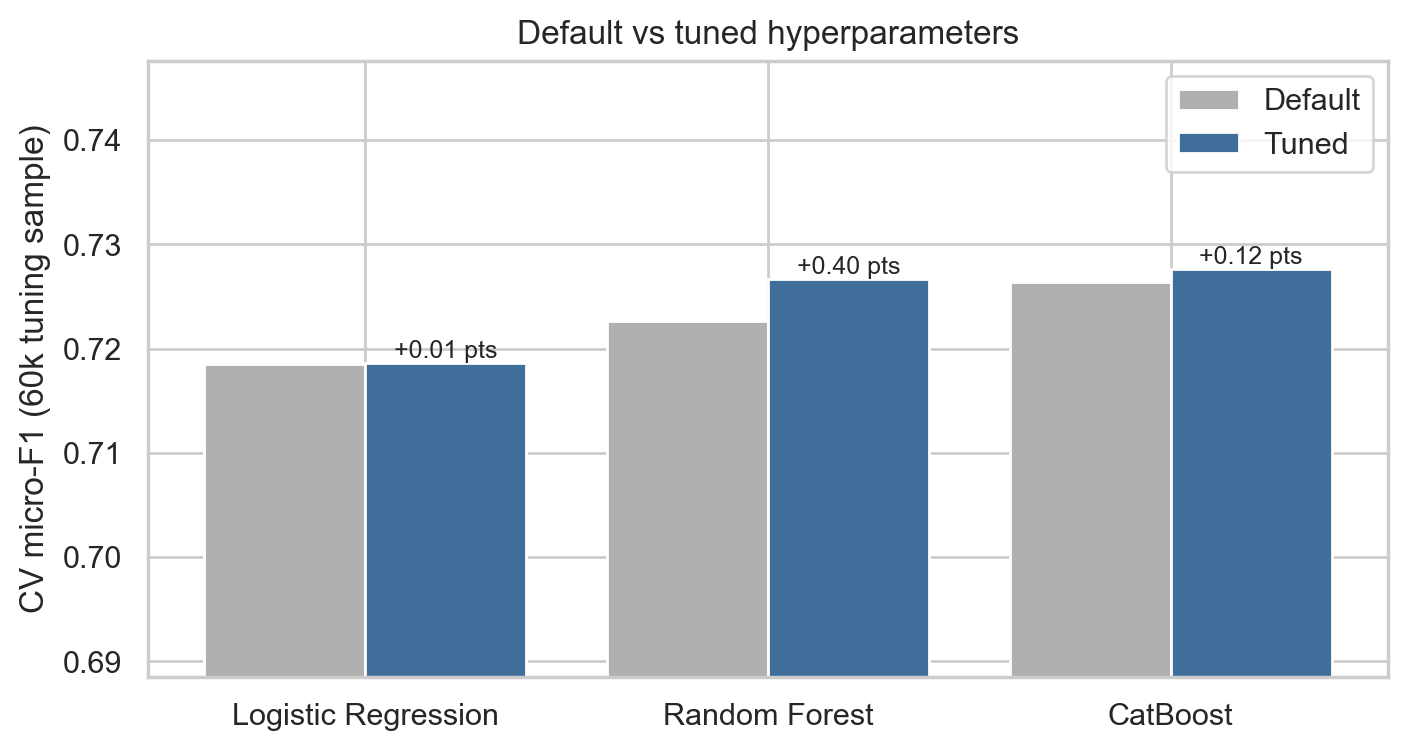 Default vs tuned hyperparameters
CV micro-F1 (60k tuning sample)
0.74
0.73
0.72
0.71
0.70
0.69
Default
Tuned
+0.01 pts
+0.40 pts
+0.12 pts
Logistic Regression
Random Forest
CatBoost